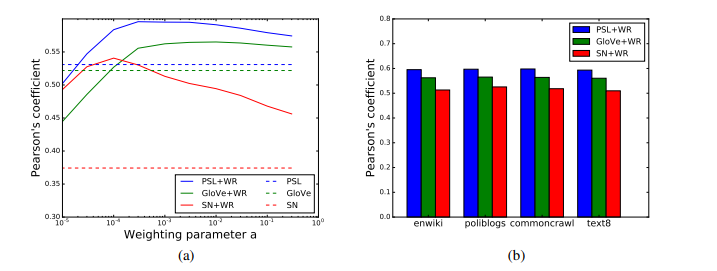 0.55
0.50
0.45
0.40
0.35
0.30
Pearson's coefficient
PSL+WR
GloVe+WR
SN+WR
PSL
GloVe
SN
10^-5 10^-4 10^-3 10^-2 10^-1 10^0
Weighting parameter a
(a)
0.8
0.7
0.6
0.5
0.4
0.3
0.2
0.1
0.0
Pearson's coefficient
PSL+WR
GloVe+WR
SN+WR
enwiki poliblogs commoncrawl text8
(b)